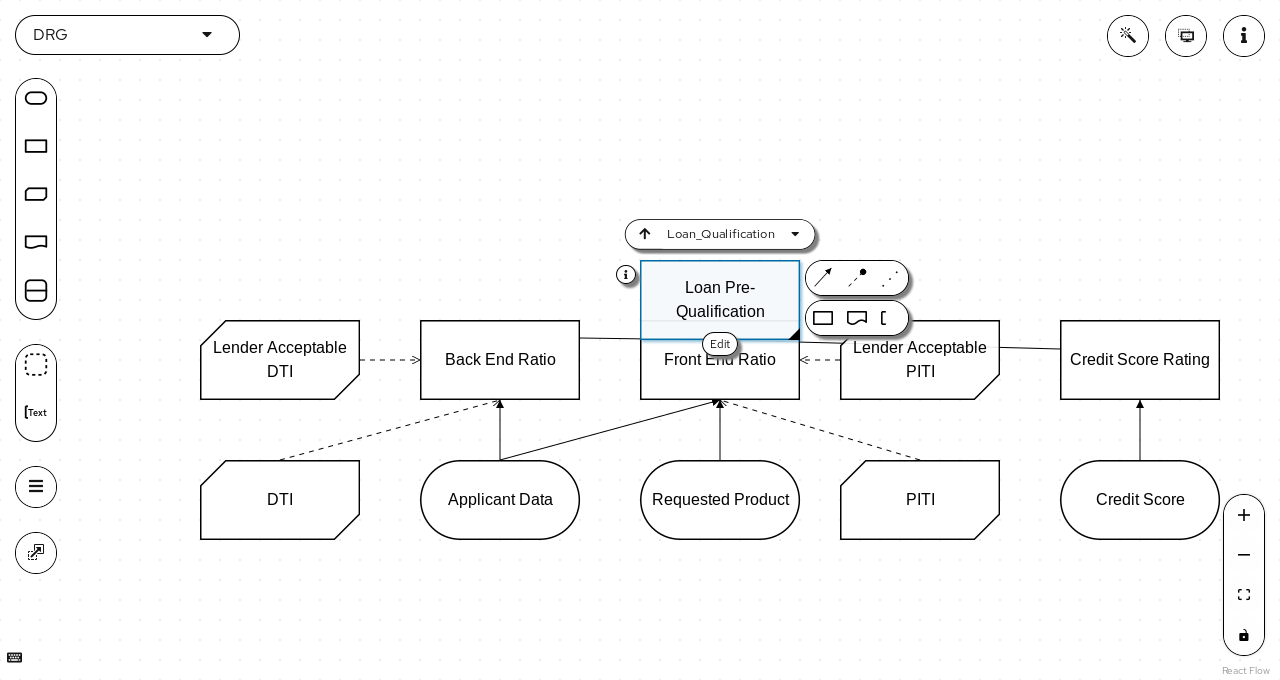 DRG
Text
Loan_Qualification
Loan Pre-
Qualification
Edit
Lender Acceptable
DTI
Back End Ratio
Front End Ratio
Lender Acceptable
PITI
Credit Score Rating
DTI
Applicant Data
Requested Product
PITI
Credit Score
React Flow